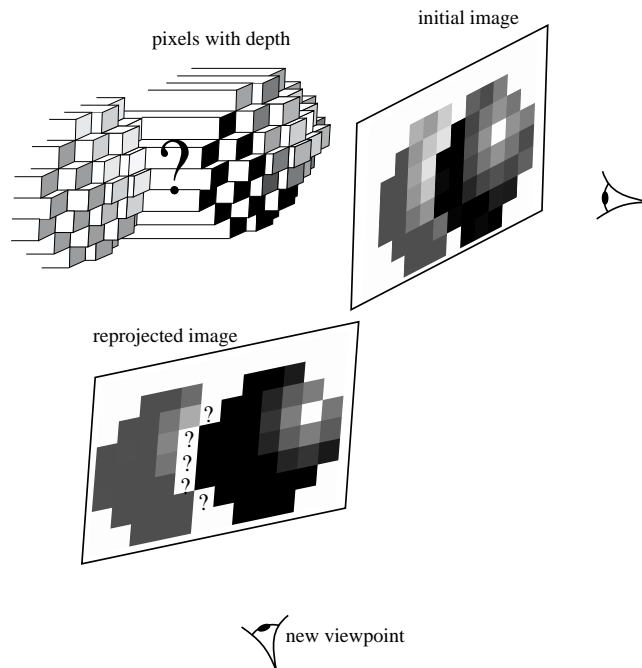 initial image
pixels with depth
?
reprojected image
?
?
?
?
?
new viewpoint